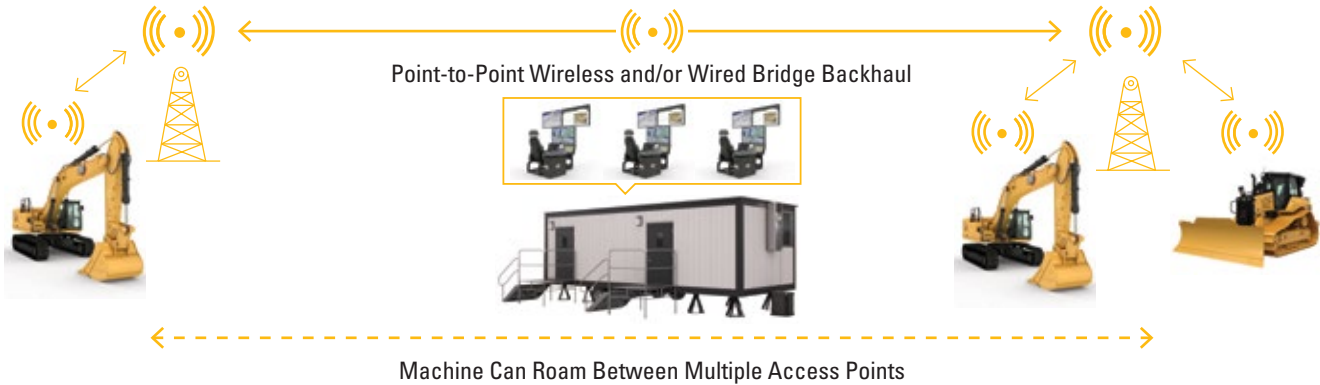 Point-to-Point Wireless and/or Wired Bridge Backhaul
Machine Can Roam Between Multiple Access Points